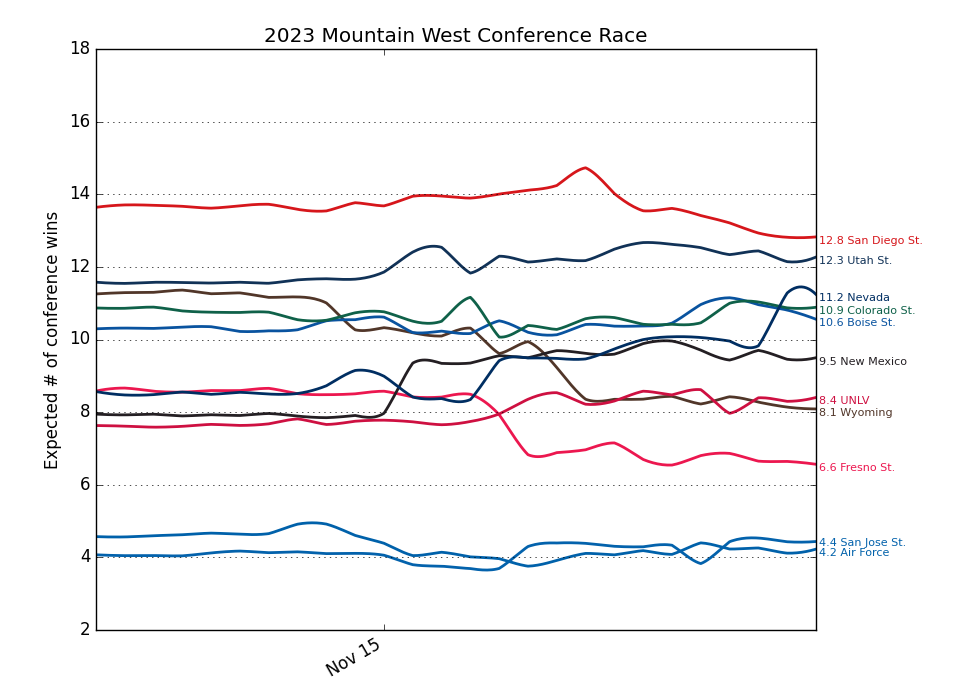 2023 Mountain West Conference Race
Expected # of conference wins
18
16
14
12
10
8
6
4
2
Nov 15
12.8 San Diego St.
12.3 Utah St.
11.2 Nevada
10.9 Colorado St.
10.6 Boise St.
9.5 New Mexico
8.4 UNLV
8.1 Wyoming
6.6 Fresno St.
4.4 San Jose St.
4.2 Air Force